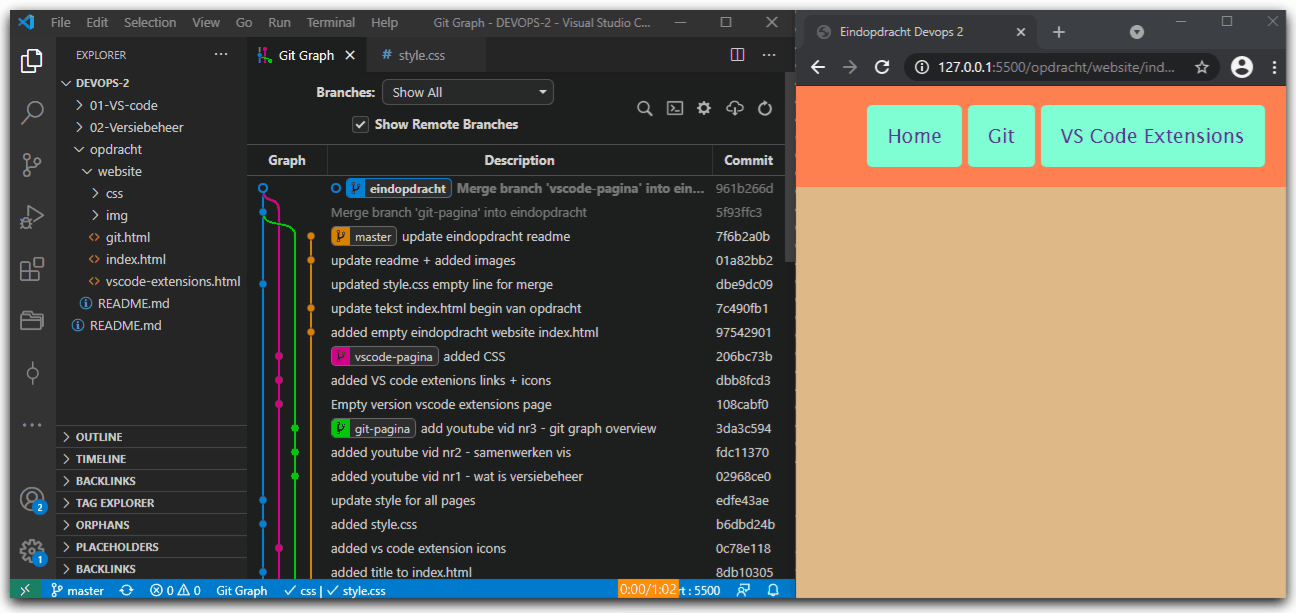 File Edit Selection View Go Run Terminal Help Git Graph - DEVOPS-2 - Visual Studio C...
EXPLORER
DEVOPS-2
01-VS-code
02-Versiebeheer
opdracht
website
css
img
git.html
index.html
vscode-extensions.html
README.md
README.md
OUTLINE
TIMELINE
BACKLINKS
TAG EXPLORER
ORPHANS
PLACEHOLDERS
BACKLINKS
2
1
Git Graph
# style.css
Branches: Show All
Show Remote Branches
Graph Description Commit
eindopdracht Merge branch 'vscode-pagina' into ein... 961b266d
Merge branch 'git-pagina' into eindopdracht 5f93ffc3
master update eindopdracht readme 7f6b2a0b
update readme + added images 01a82bb2
updated style.css empty line for merge dbe9dc09
update tekst index.html begin van opdracht 7c490fb1
added empty eindopdracht website index.html 97542901
vscode-pagina added CSS 206bc73b
added VS code extenions links + icons dbb8fcd3
Empty version vscode extensions page 108cabf0
git-pagina add youtube vid nr3 - git graph overview 3da3c594
added youtube vid nr2 - samenwerken vis fdc11370
added youtube vid nr1 - wat is versiebeheer 02968ce0
update style for all pages edfe43ae
added style.css b6dbd24b
added vs code extension icons 0c78e118
added title to index.html 8db10305
master 0 0 Git Graph css | style.css 0:00/1:02 rt : 5500
Eindopdracht Devops 2
127.0.0.1:5500/opdracht/website/ind...
Home Git VS Code Extensions